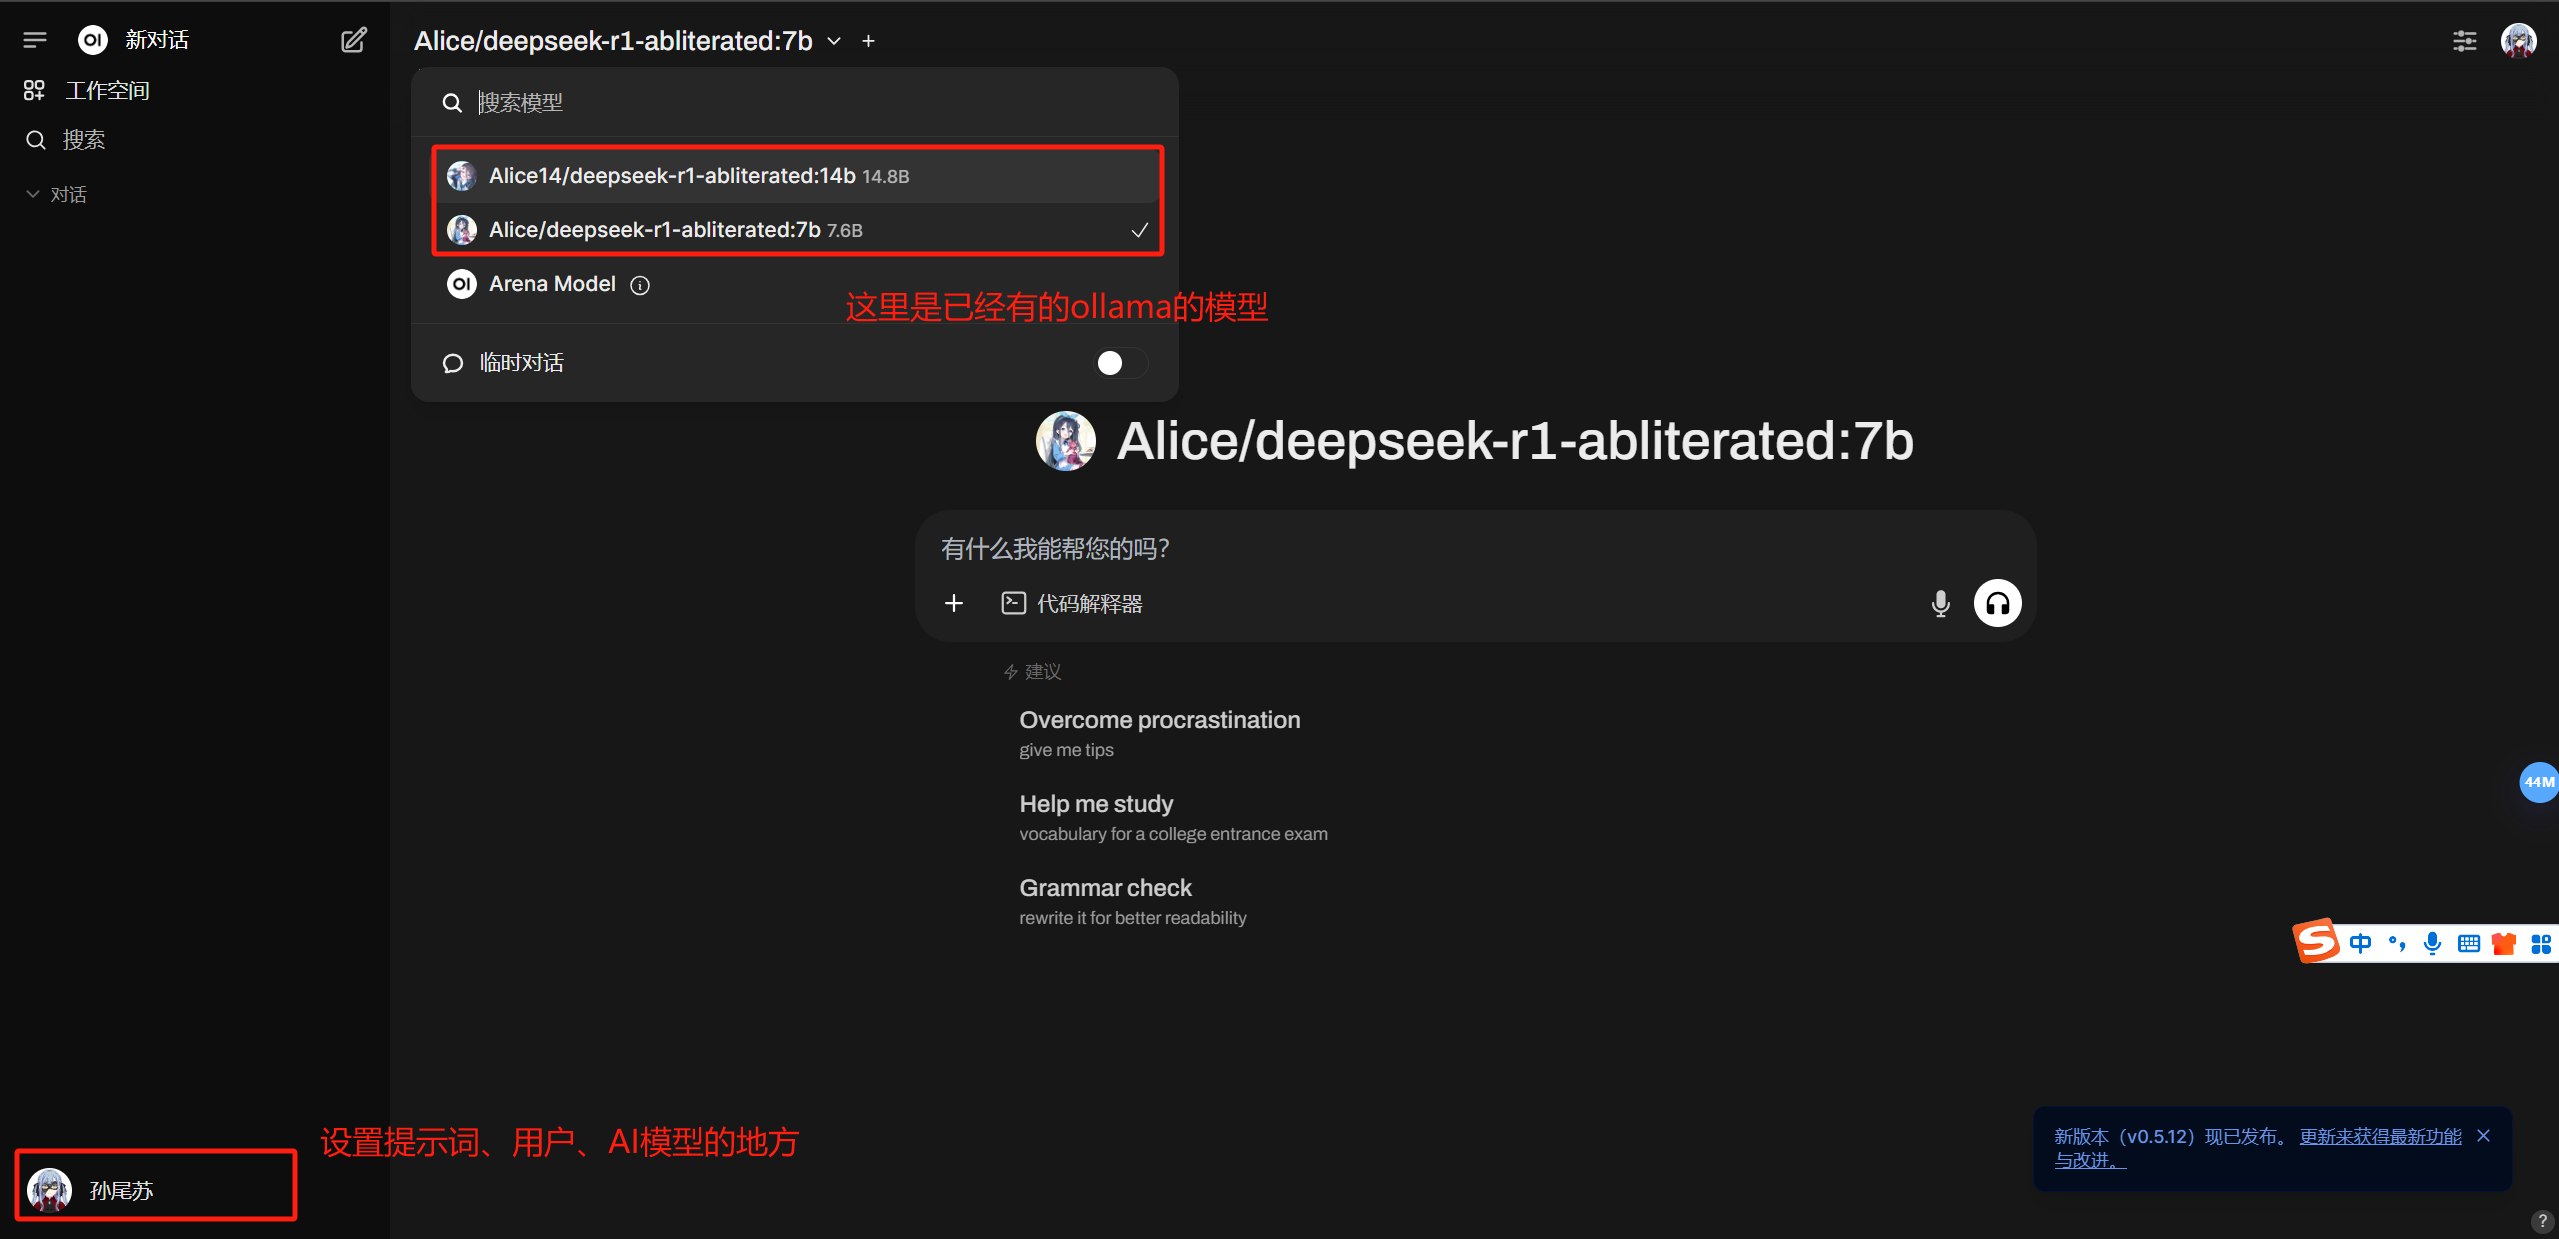 新对话
工作空间
搜索
对话
Alice/deepseek-r1-abliterated:7b
搜索模型
Alice14/deepseek-r1-abliterated:14b 14.8B
Alice/deepseek-r1-abliterated:7b 7.6B
Arena Model
这里是已经有的ollama的模型
临时对话
Alice/deepseek-r1-abliterated:7b
有什么我能帮您的吗?
代码解释器
建议
Overcome procrastination
give me tips
Help me study
vocabulary for a college entrance exam
Grammar check
rewrite it for better readability
44M
中
设置提示词、用户、AI模型的地方
孙尾苏
新版本（v0.5.12）现已发布。 更新来获得最新功能
与改进。
?